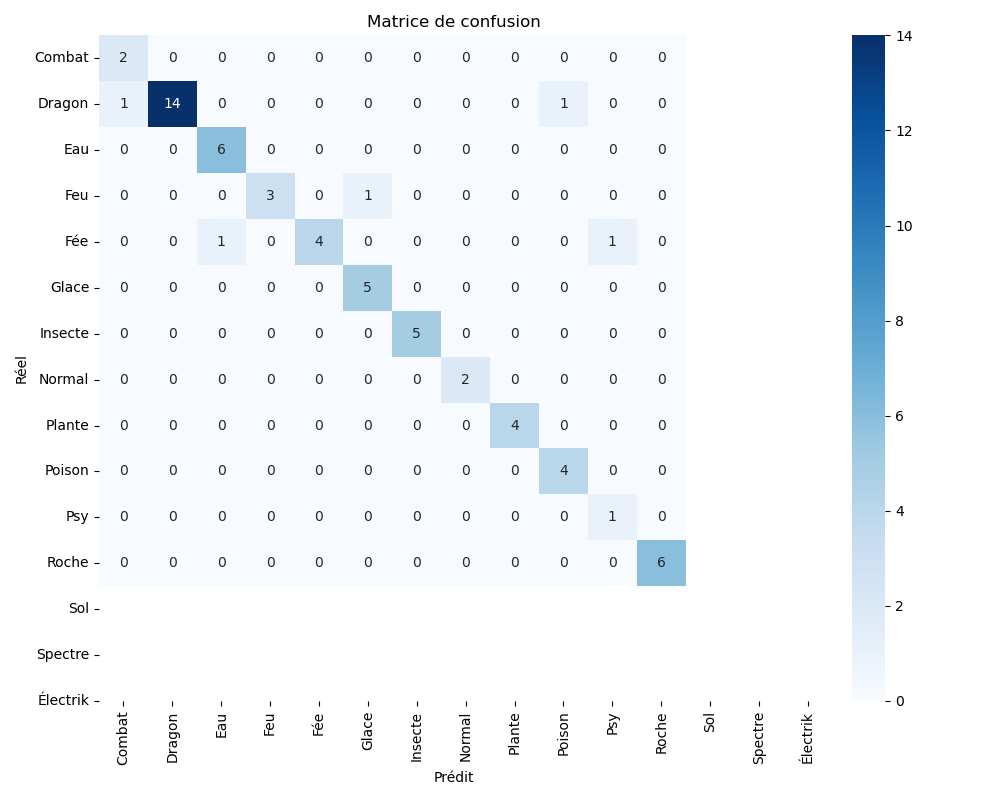 Matrice de confusion
Combat 2 0 0 0 0 0 0 0 0 0 0 0
Dragon 1 14 0 0 0 0 0 0 0 1 0 0
Eau 0 0 6 0 0 0 0 0 0 0 0 0
Feu 0 0 0 3 0 1 0 0 0 0 0 0
Fée 0 0 1 0 4 0 0 0 0 0 1 0
Glace 0 0 0 0 0 5 0 0 0 0 0 0
Insecte 0 0 0 0 0 0 5 0 0 0 0 0
Normal 0 0 0 0 0 0 0 2 0 0 0 0
Plante 0 0 0 0 0 0 0 0 4 0 0 0
Poison 0 0 0 0 0 0 0 0 0 4 0 0
Psy 0 0 0 0 0 0 0 0 0 0 1 0
Roche 0 0 0 0 0 0 0 0 0 0 0 6
Sol
Spectre
Électrik
Réel
Combat Dragon Eau Feu Fée Glace Insecte Normal Plante Poison Psy Roche Sol Spectre Électrik
Prédit
14
12
10
8
6
4
2
0